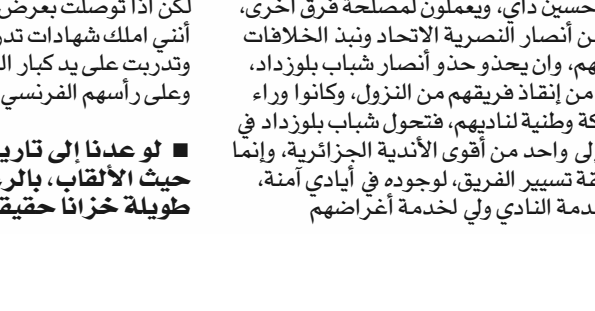 حسين داي، ويعملون لمصلحة فرق أخرى،
ن أنصار النصرية الاتحاد ونبذ الخلافات
هم، وان يحذو حذو أنصار شباب بلوزداد،
من إنقاذ فريقهم من النزول، وكانوا وراء
كة وطنية لناديهم، فتحول شباب بلوزداد في
لى واحد من أقوى الأندية الجزائرية، وإنما
قة تسيير الفريق، لوجوده في أيادي آمنة،
دمة النادي ولي لخدمة أغراضهم
لكن اذا توصلت بعرض
أنني املك شهادات تدر
وتدربت على يد كبار ال
وعلى رأسهم الفرنسي
■ لو عدنا إلى تاري
حيث الألقاب، بالر
طويلة خزانا حقيق